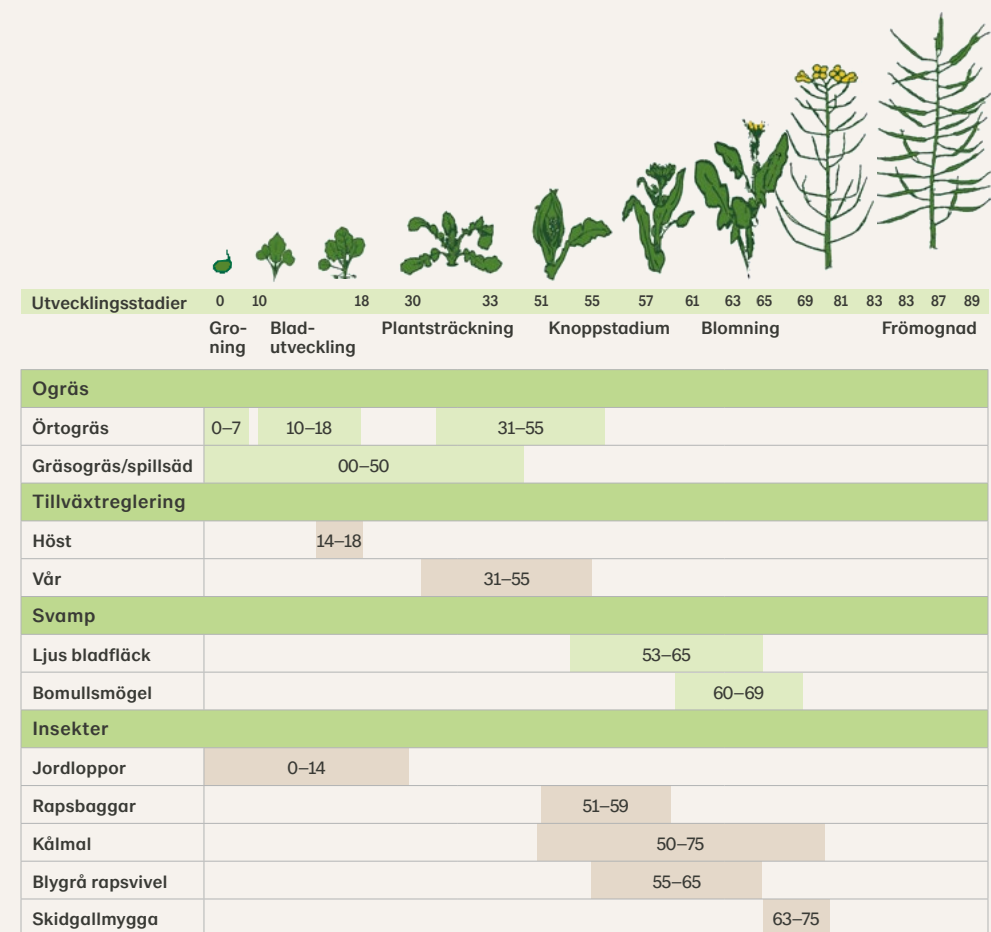 Utvecklingsstadier 0 10 18 30 33 51 55 57 61 63 65 69 81 83 83 87 89
Gro- Blad- Plantsträckning Knoppstadium Blomning Frömognad
ning utveckling
Ogräs
Örtogräs 0–7 10–18 31–55
Gräsogräs/spillsäd 00–50
Tillväxtreglering
Höst 14–18
Vår 31–55
Svamp
Ljus bladfläck 53–65
Bomullsmögel 60–69
Insekter
Jordloppor 0–14
Rapsbaggar 51–59
Kålmal 50–75
Blygrå rapsvivel 55–65
Skidgallmygga 63–75